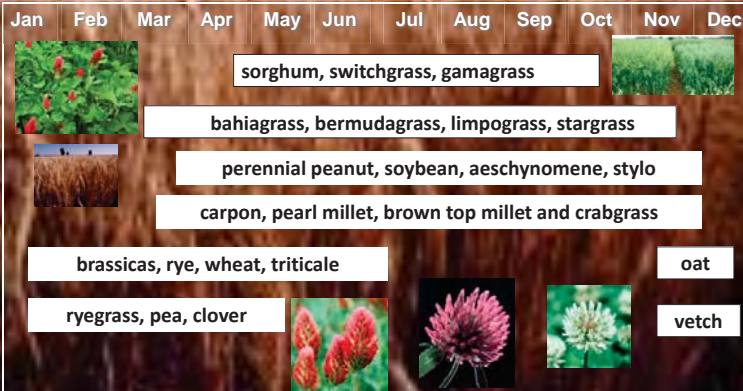 Jan Feb Mar Apr May Jun Jul Aug Sep Oct Nov Dec
sorghum, switchgrass, gamagrass
bahiagrass, bermudagrass, limpograss, stargrass
perennial peanut, soybean, aeschynomene, stylo
carpon, pearl millet, brown top millet and crabgrass
brassicas, rye, wheat, triticale oat
ryegrass, pea, clover vetch